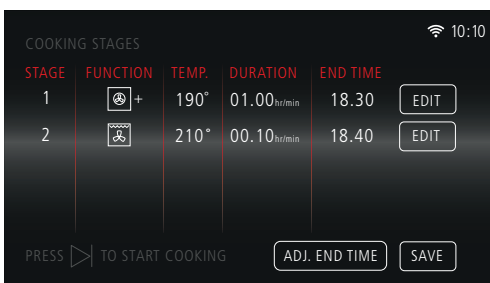 10:10
COOKING STAGES
STAGE FUNCTION TEMP. DURATION END TIME
1 + 190° 01.00hr/min 18.30 EDIT
2 210° 00.10hr/min 18.40 EDIT
PRESS TO START COOKING ADJ. END TIME SAVE